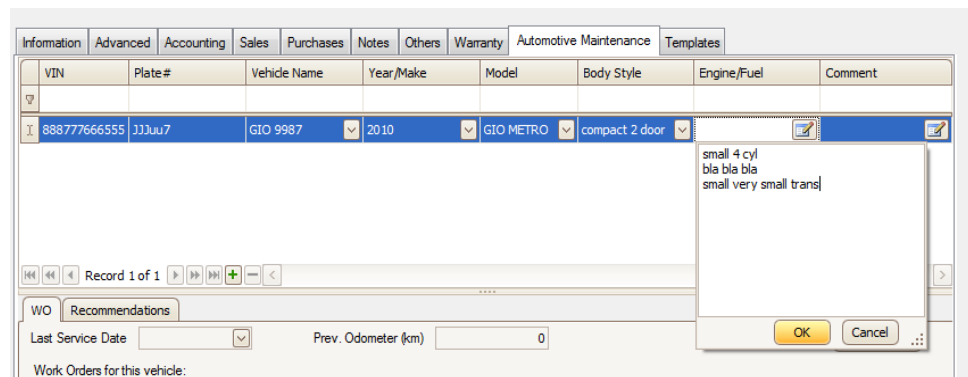 Information Advanced Accounting Sales Purchases Notes Others Warranty Automotive Maintenance Templates
VIN Plate# Vehicle Name Year/Make Model Body Style Engine/Fuel Comment
888777666555 JJJuu7 GIO 9987 2010 GIO METRO compact 2 door
small 4 cyl
bla bla bla
small very small trans
Record 1 of 1
OK Cancel
WO Recommendations
Last Service Date Prev. Odometer (km) 0
Work Orders for this vehicle: